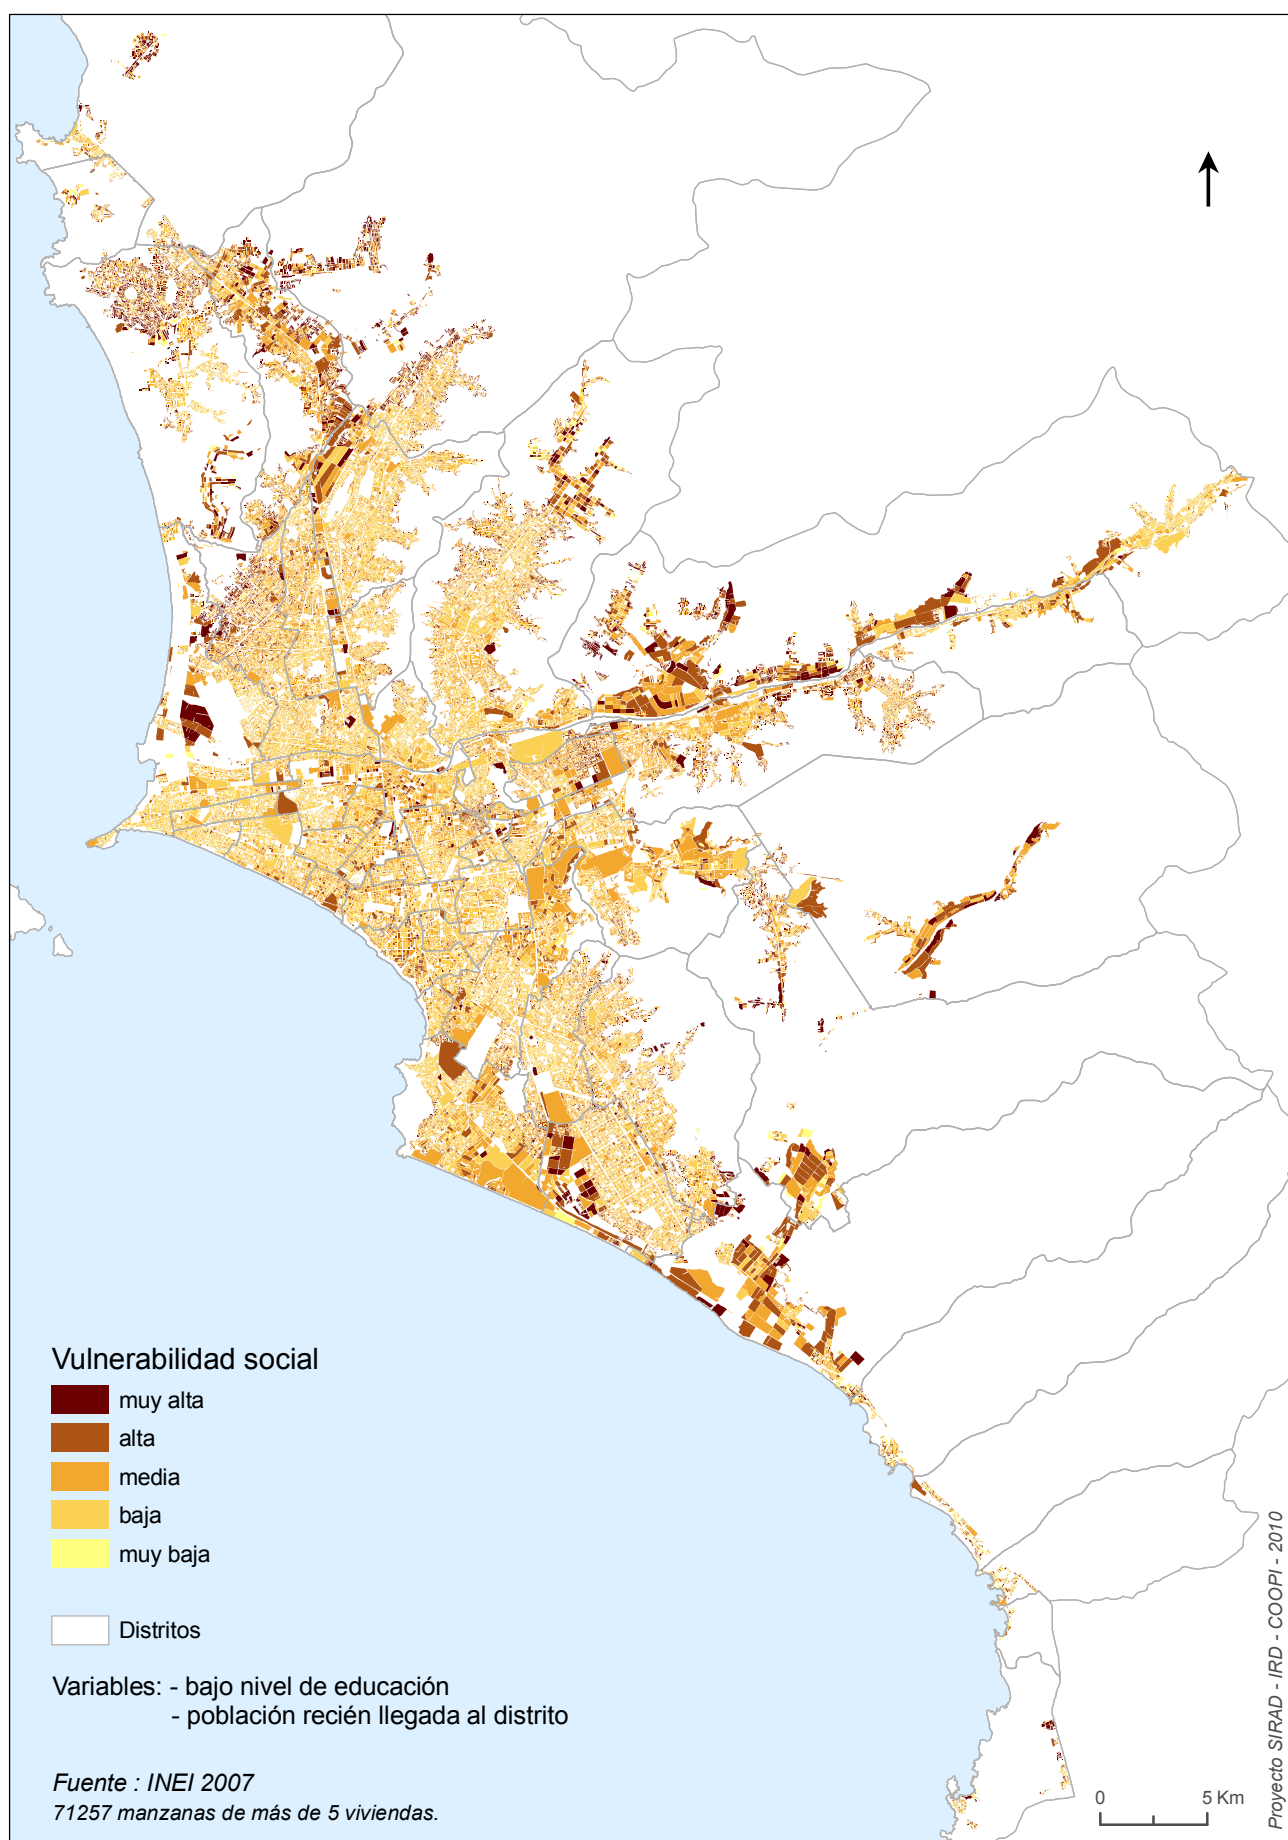 Vulnerabilidad social
muy alta
alta
media
baja
muy baja
Distritos
Variables: - bajo nivel de educación
- población recién llegada al distrito
Fuente : INEI 2007
71257 manzanas de más de 5 viviendas.
0 5 Km
Proyecto SIRAD - IRD - COOPI - 2010